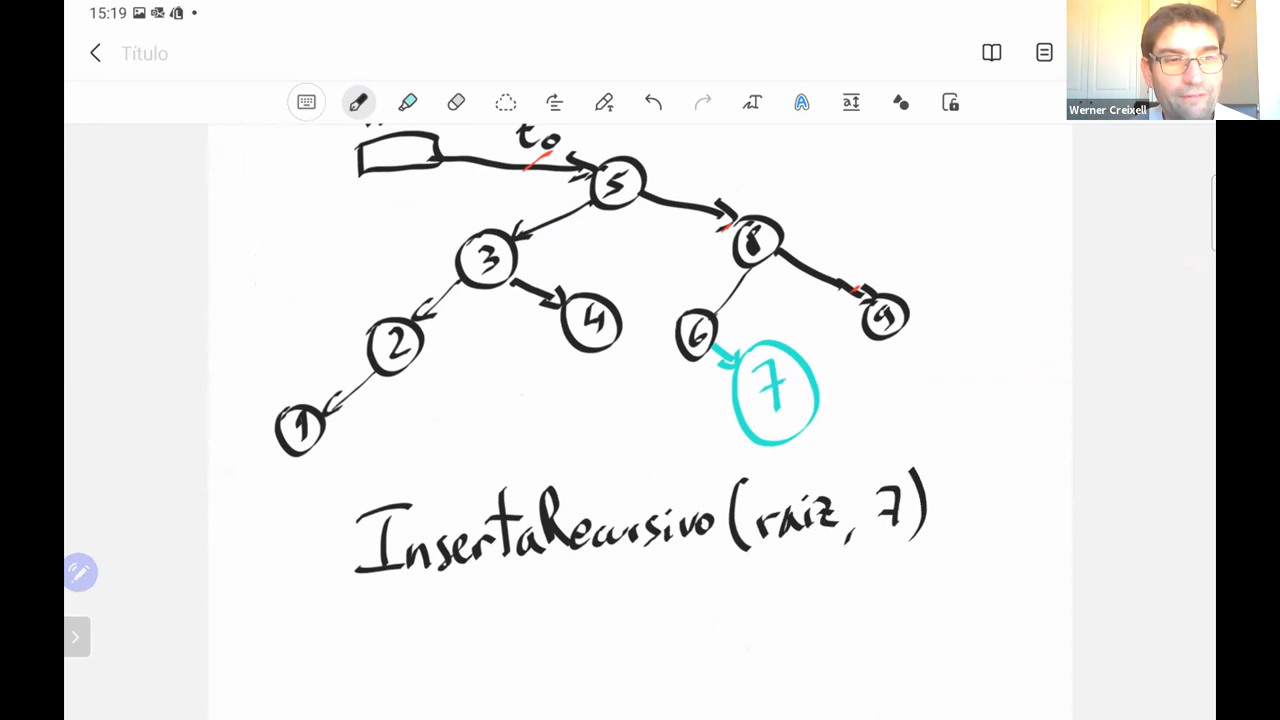 15:19
Título
Werner Creixell
to
5
3
8
2
4
6
9
7
1
InsertaRecursivo(raiz, 7)